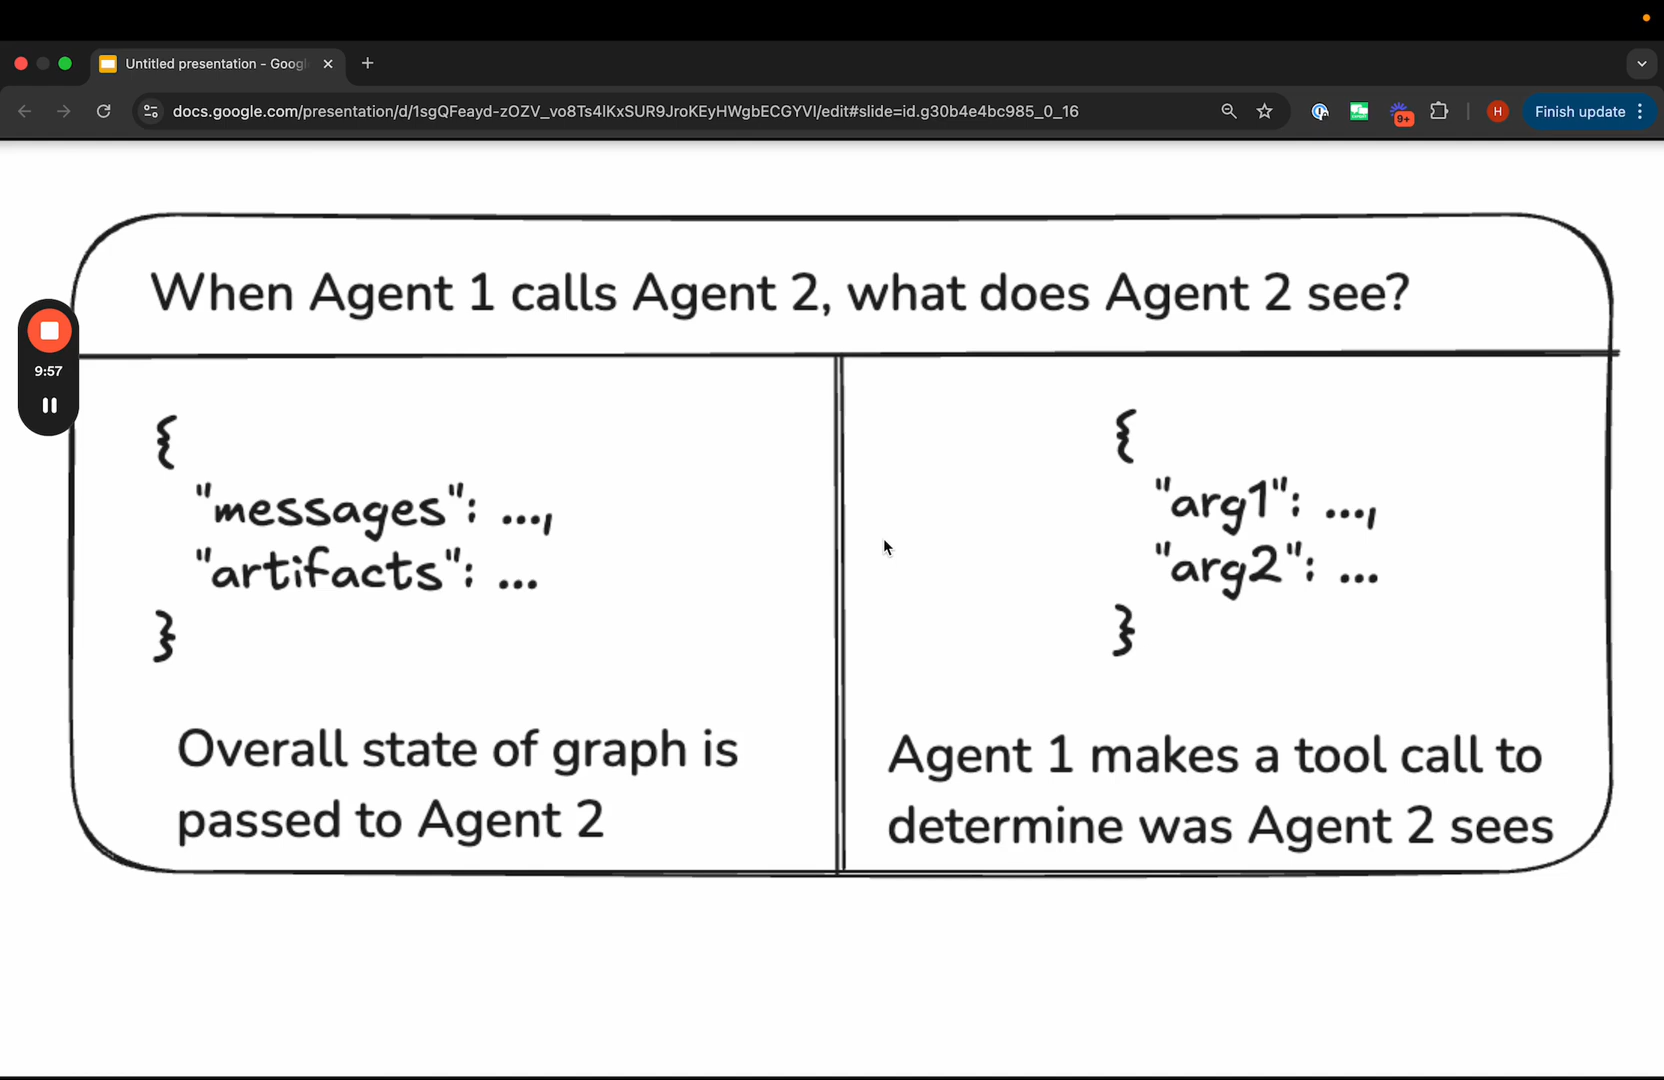 Untitled presentation - Googl
docs.google.com/presentation/d/1sgQFeayd-zOZV_vo8Ts4lKxSUR9JroKEyHWgbECGYVI/edit#slide=id.g30b4e4bc985_0_16
9+
H
Finish update
When Agent 1 calls Agent 2, what does Agent 2 see?
9:57
{
"messages": ...,
"artifacts": ...
}
Overall state of graph is
passed to Agent 2
{
"arg1": ...,
"arg2": ...
}
Agent 1 makes a tool call to
determine was Agent 2 sees